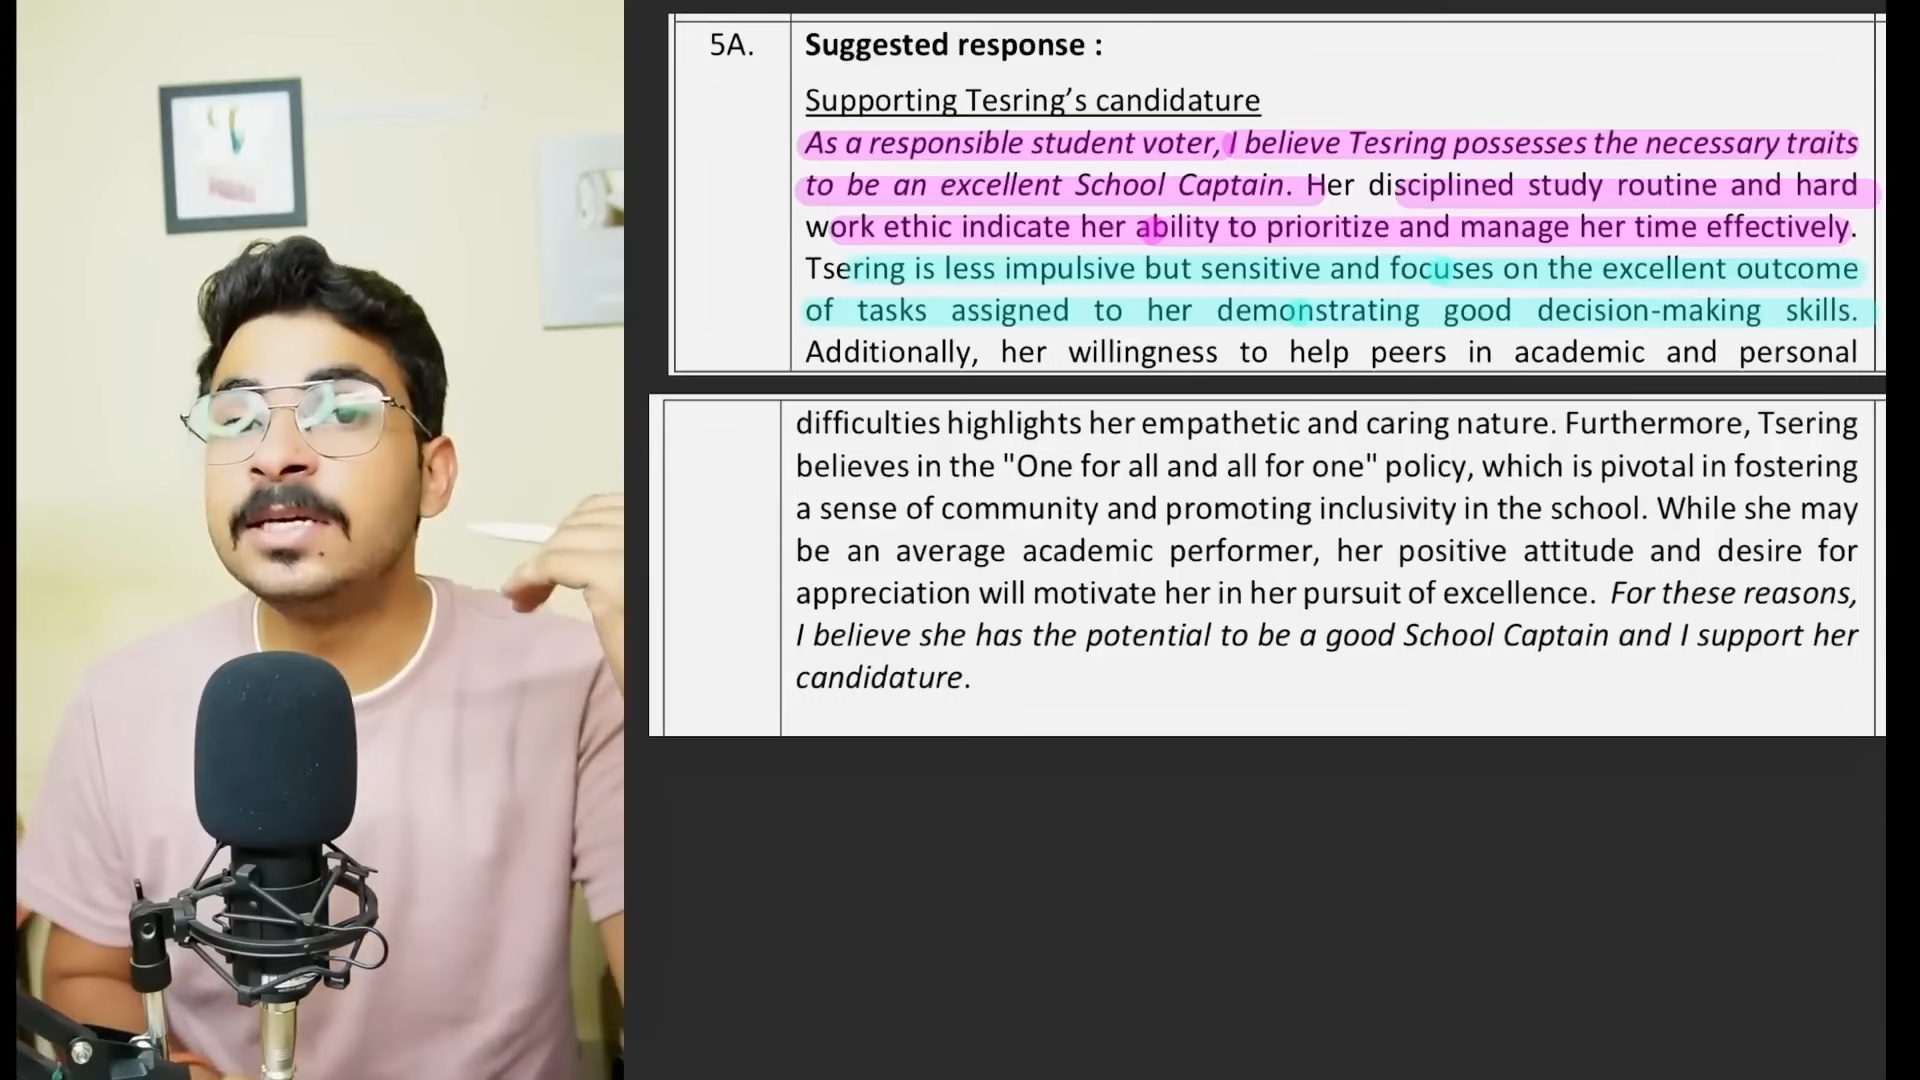 5A.
Suggested response :
Supporting Tesring’s candidature
As a responsible student voter, I believe Tesring possesses the necessary traits
to be an excellent School Captain. Her disciplined study routine and hard
work ethic indicate her ability to prioritize and manage her time effectively.
Tsering is less impulsive but sensitive and focuses on the excellent outcome
of tasks assigned to her demonstrating good decision-making skills.
Additionally, her willingness to help peers in academic and personal
difficulties highlights her empathetic and caring nature. Furthermore, Tsering
believes in the "One for all and all for one" policy, which is pivotal in fostering
a sense of community and promoting inclusivity in the school. While she may
be an average academic performer, her positive attitude and desire for
appreciation will motivate her in her pursuit of excellence. For these reasons,
I believe she has the potential to be a good School Captain and I support her
candidature.